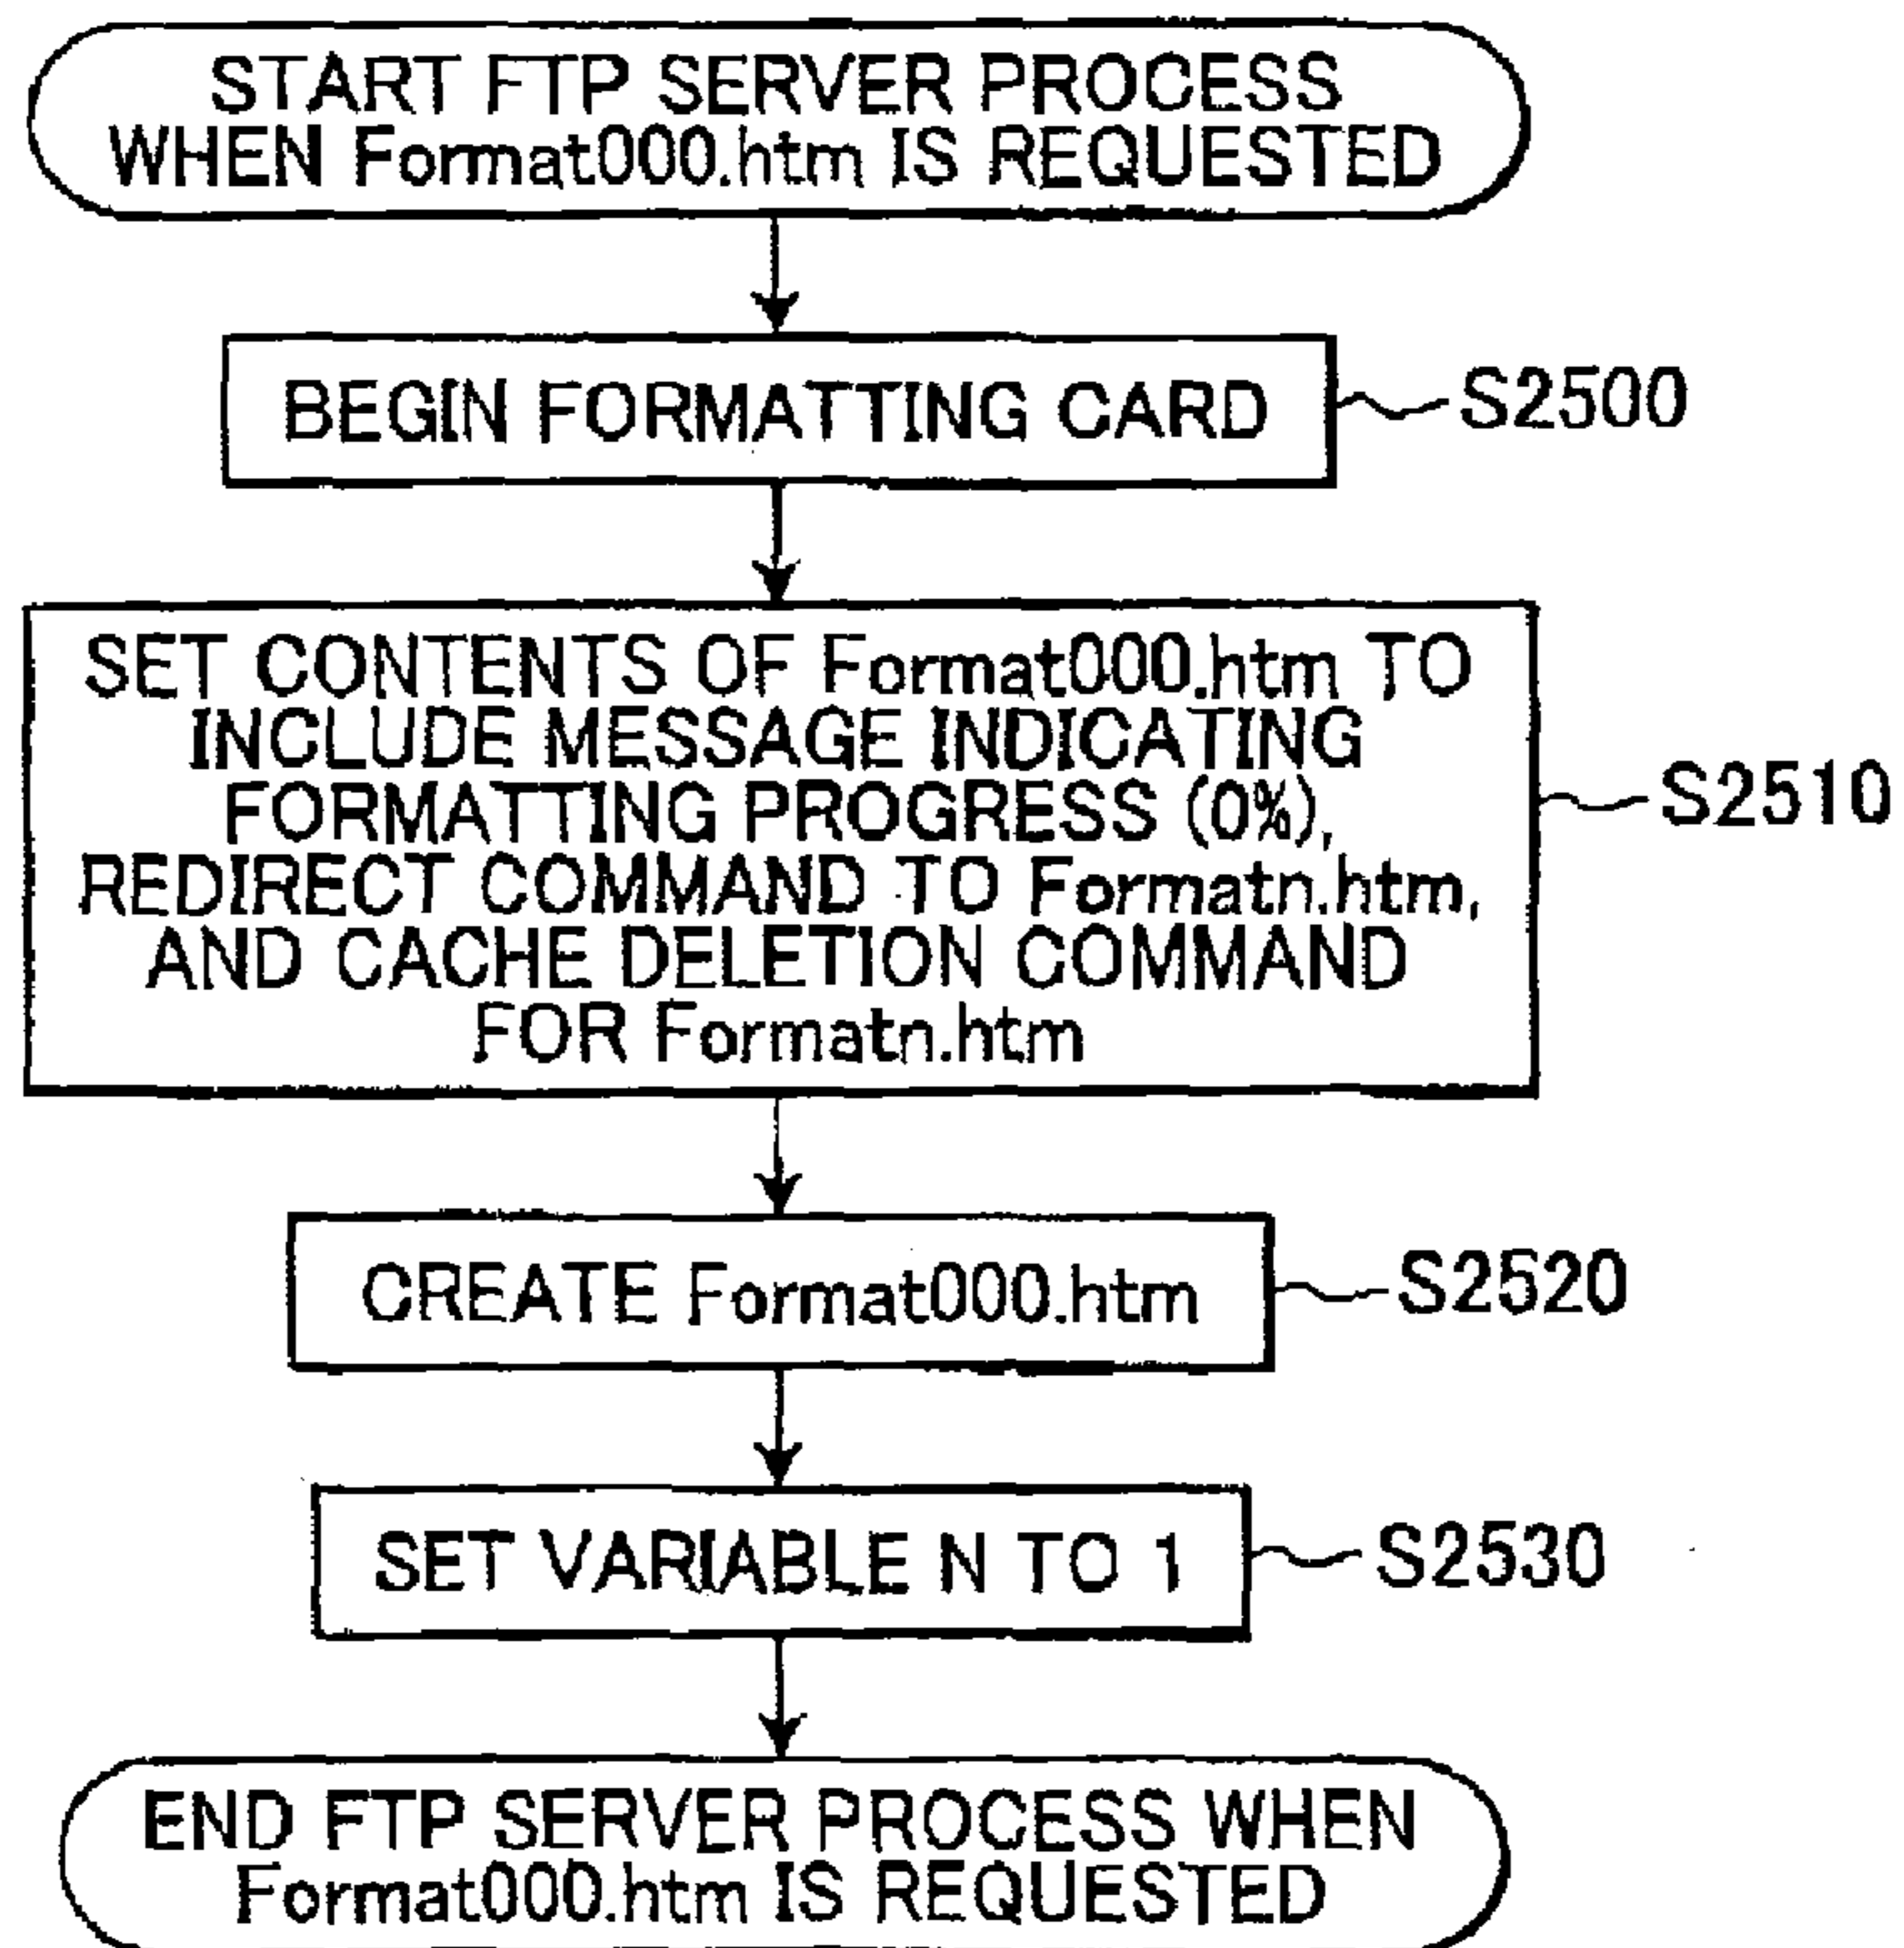 START FTP SERVER PROCESS
WHEN Format000.htm IS REQUESTED
BEGIN FORMATTING CARD
S2500
SET CONTENTS OF Format000.htm TO
INCLUDE MESSAGE INDICATING
FORMATTING PROGRESS (0%),
REDIRECT COMMAND TO Formatn.htm,
AND CACHE DELETION COMMAND
FOR Formatn.htm
S2510
CREATE Format000.htm
S2520
SET VARIABLE N TO 1
S2530
END FTP SERVER PROCESS WHEN
Format000.htm IS REQUESTED